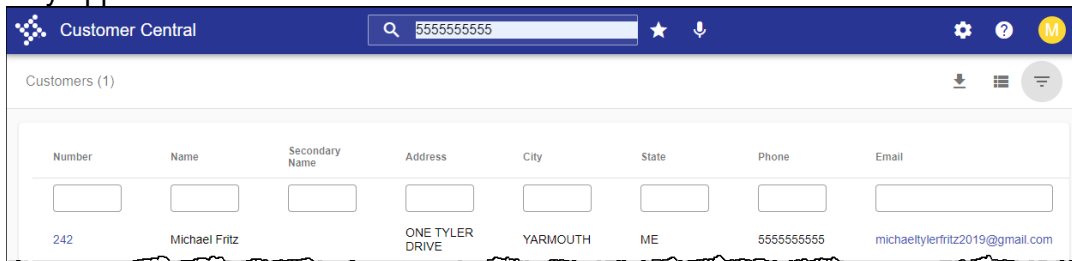 Customer Central 5555555555 M
Customers (1)
Number Name Secondary Name Address City State Phone Email
242 Michael Fritz ONE TYLER DRIVE YARMOUTH ME 5555555555 michaeltylerfritz2019@gmail.com